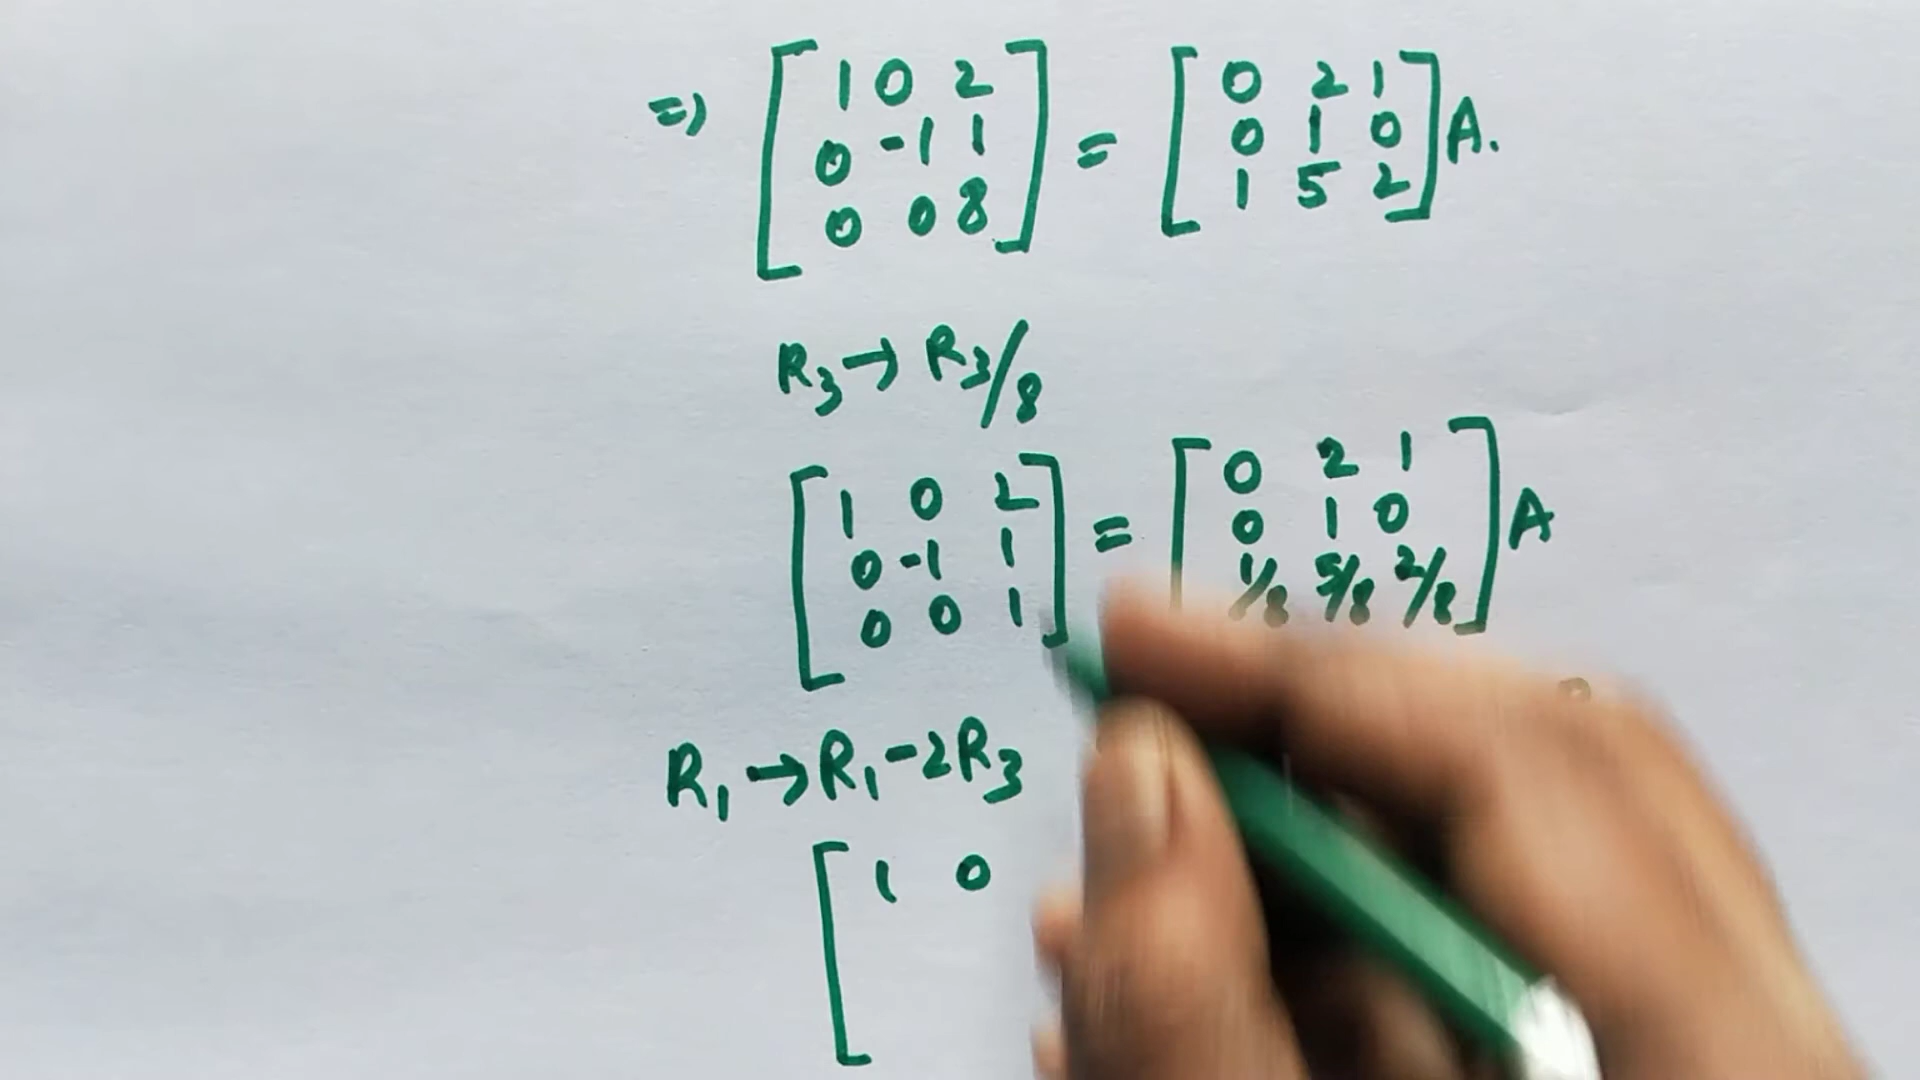 =) [1 0 2 = [0 2 1
0 -1 1 0 1 0] A.
0 0 8] 1 5 2
R3 → R3/8
[1 0 2] = [0 2 1
0 -1 1 0 1 0] A
0 0 1 1/8 5/8 2/8
R1 → R1 - 2R3
[1 0